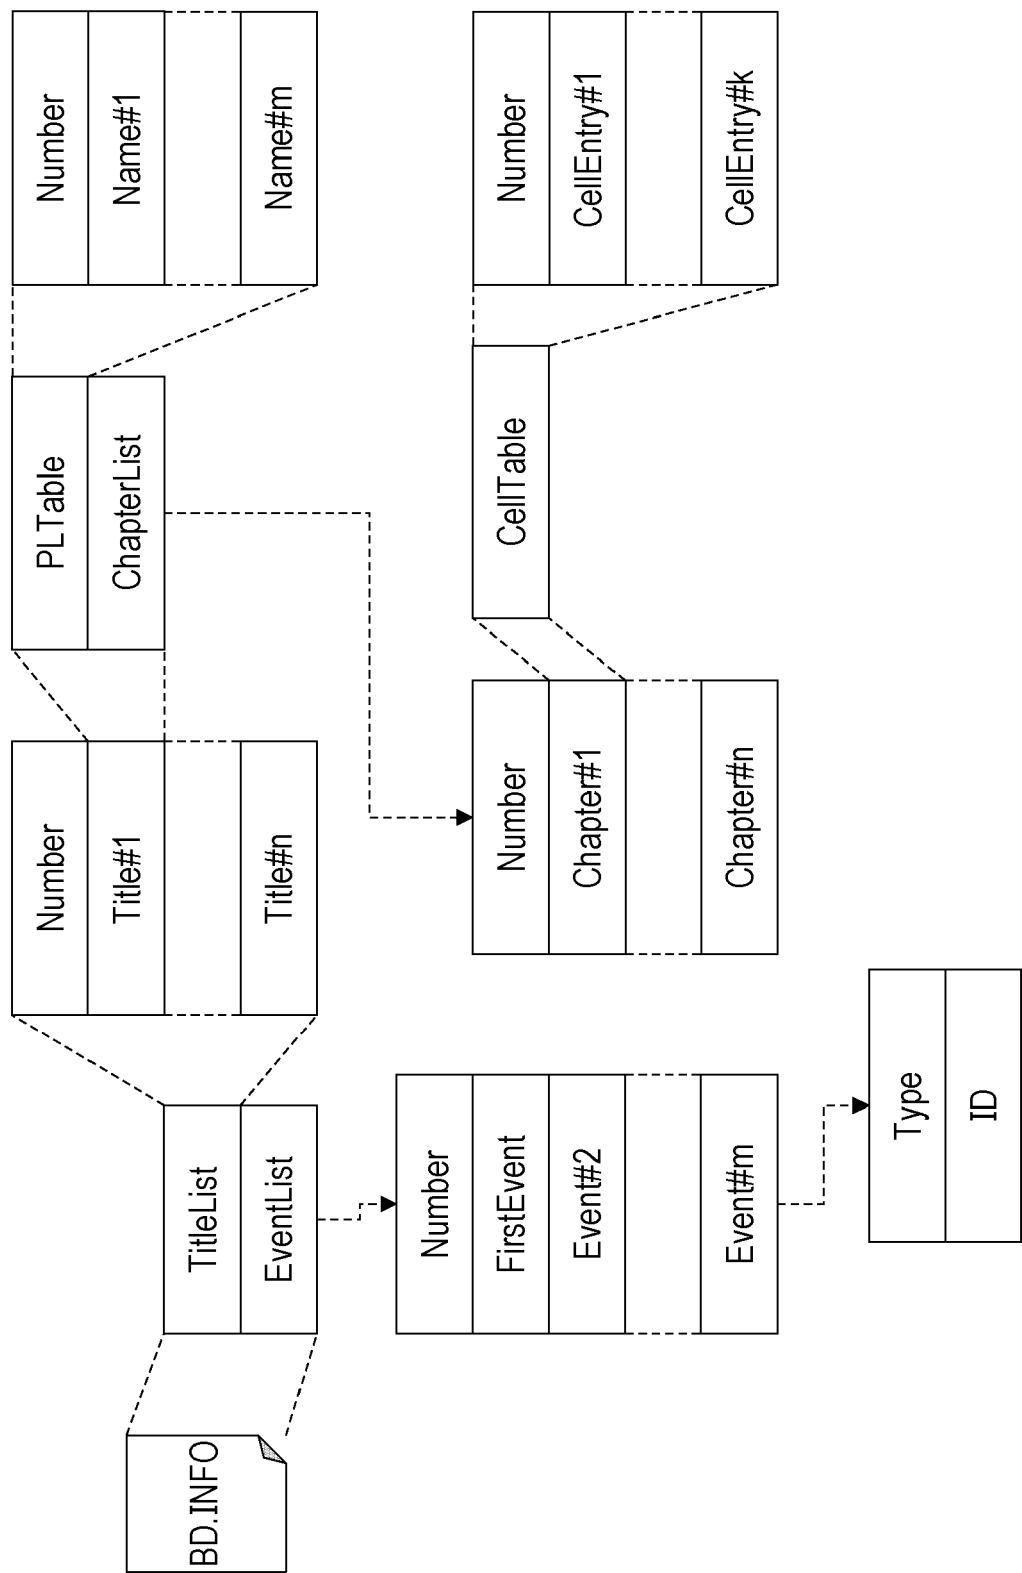 BD.INFO
TitleList
EventList
Number
Title#1
Title#n
PLTable
ChapterList
Number
Name#1
Name#m
Number
FirstEvent
Event#2
Event#m
Type
ID
Number
Chapter#1
Chapter#n
CellTable
Number
CellEntry#1
CellEntry#k